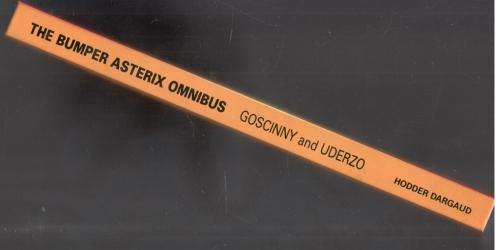 THE BUMPER ASTERIX OMNIBUS GOSCINNY and UDERZO HODDER DARGAUD